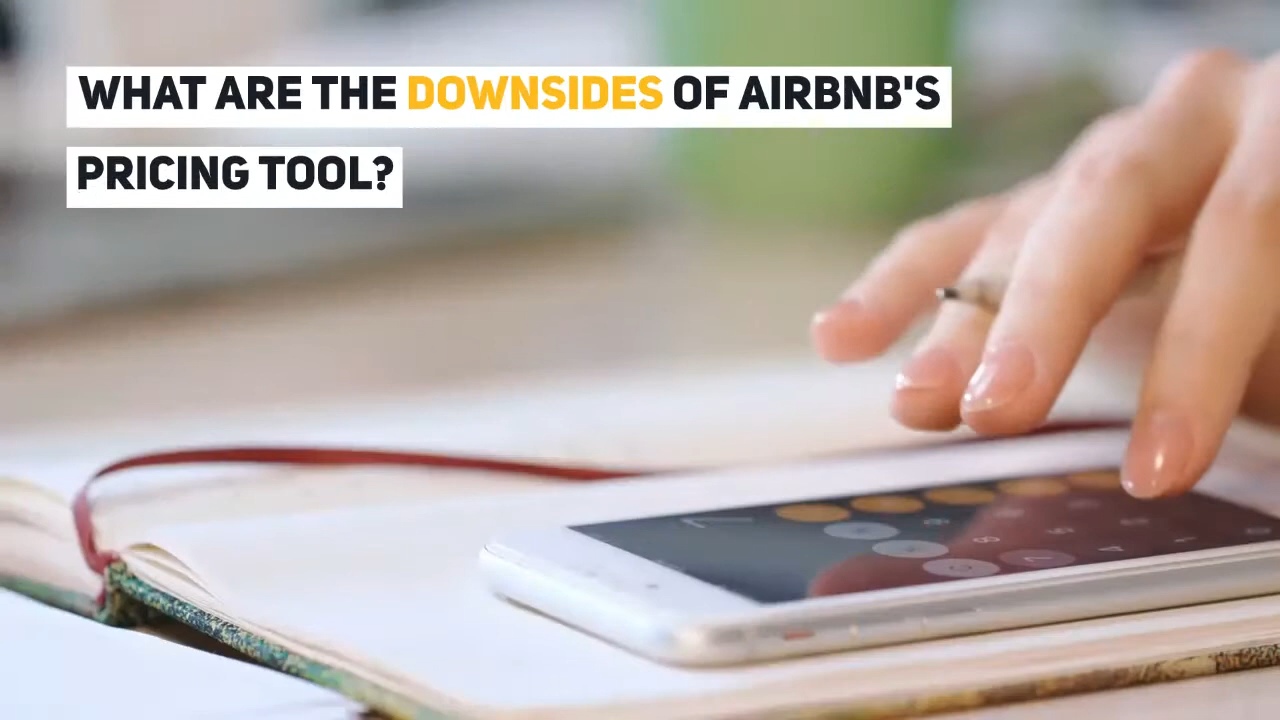 WHAT ARE THE DOWNSIDES OF AIRBNB'S
PRICING TOOL?